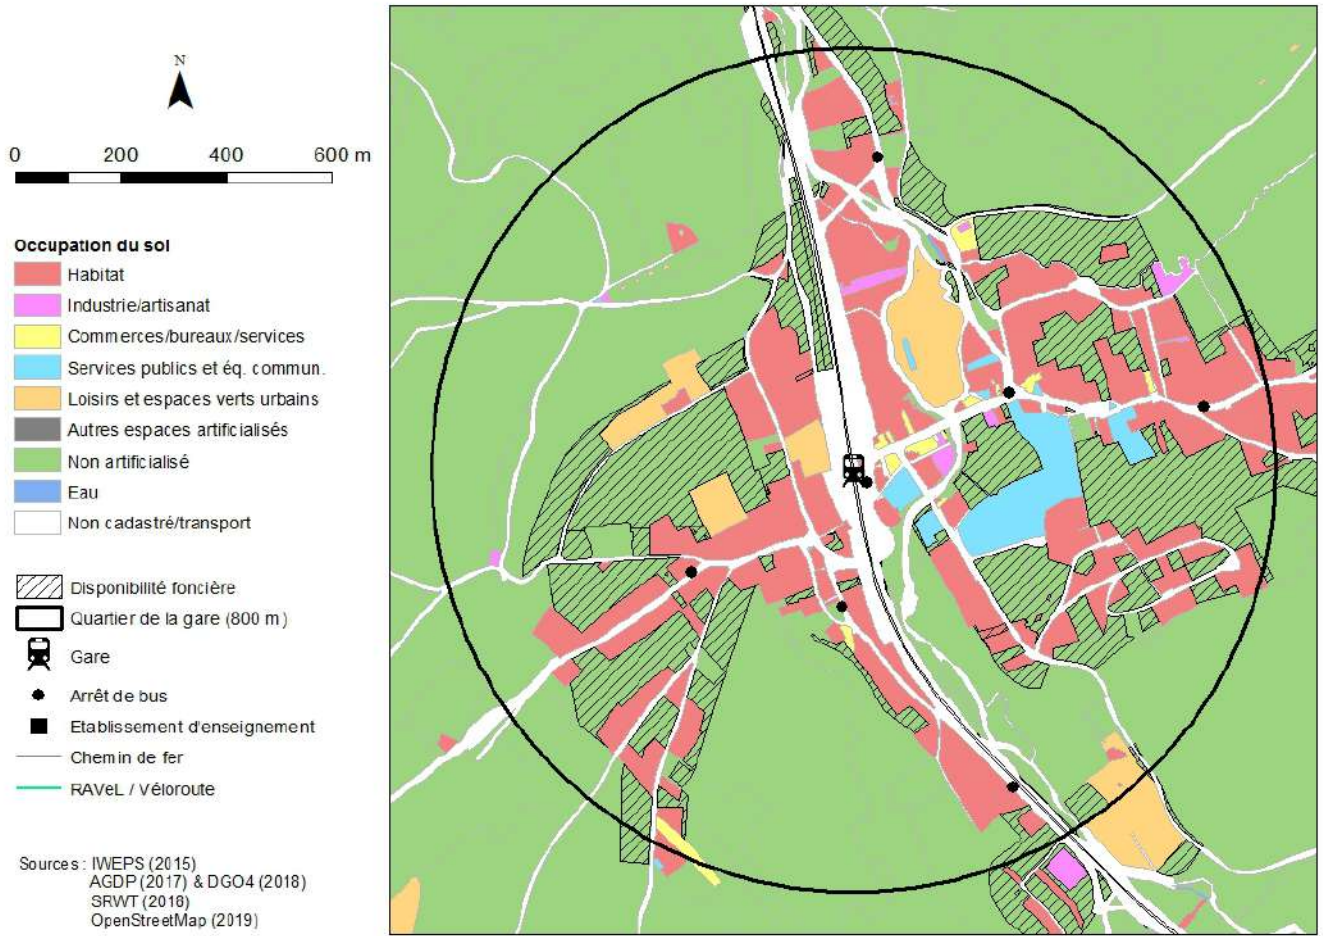 N
0 200 400 600 m
Occupation du sol
Habitat
Industrie/artisanat
Commerces/bureaux/services
Services publics et éq. commun.
Loisirs et espaces verts urbains
Autres espaces artificialisés
Non artificialisé
Eau
Non cadastré/transport
Disponibilité foncière
Quartier de la gare (800 m)
Gare
Arrêt de bus
Etablissement d'enseignement
Chemin de fer
RAVeL / Véloroute
Sources : IWEPS (2015)
AGDP (2017) & DGO4 (2018)
SRWT (2018)
OpenStreetMap (2019)